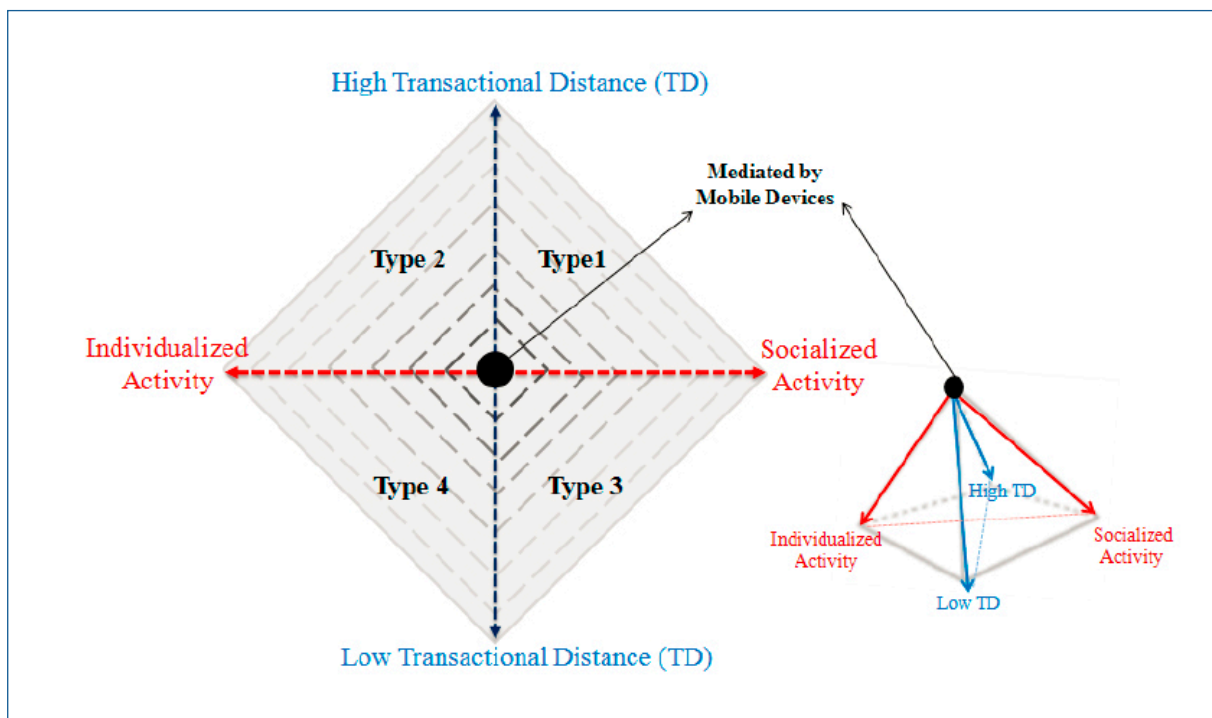 High Transactional Distance (TD)
Mediated by
Mobile Devices
Type 2
Type1
Individualized
Activity
Socialized
Activity
Type 4
Type 3
High TD
Individualized
Activity
Socialized
Activity
Low TD
Low Transactional Distance (TD)